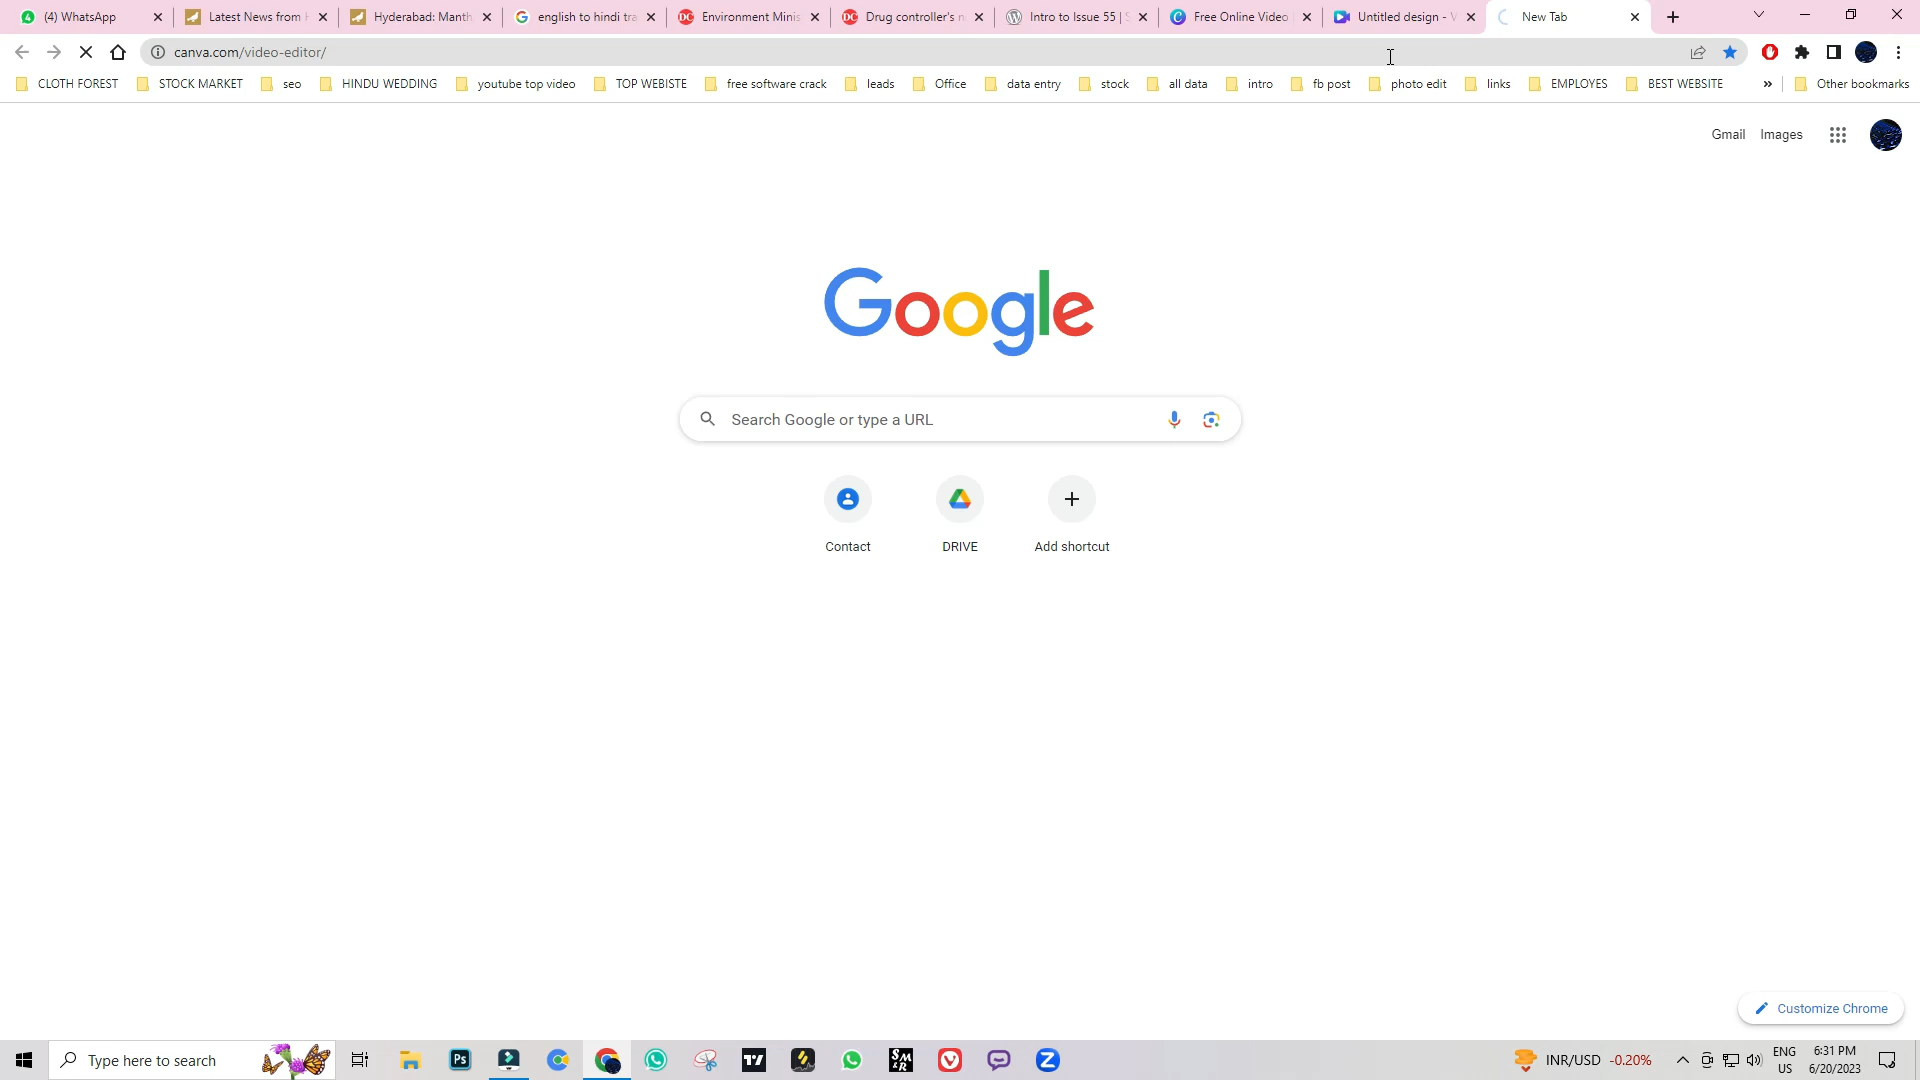 (4) WhatsApp
Latest News from
Hyderabad: Manth
english to hindi tra
Environment Minis
Drug controller's n
Intro to Issue 55 | S
Free Online Video
Untitled design - V
New Tab
canva.com/video-editor/
CLOTH FOREST
STOCK MARKET
seo
HINDU WEDDING
youtube top video
TOP WEBISTE
free software crack
leads
Office
data entry
stock
all data
intro
fb post
photo edit
links
EMPLOYES
BEST WEBSITE
»
Other bookmarks
Gmail
Images
Google
Search Google or type a URL
Contact
DRIVE
Add shortcut
Customize Chrome
Type here to search
Ps
INR/USD -0.20%
ENG
US
6:31 PM
6/20/2023